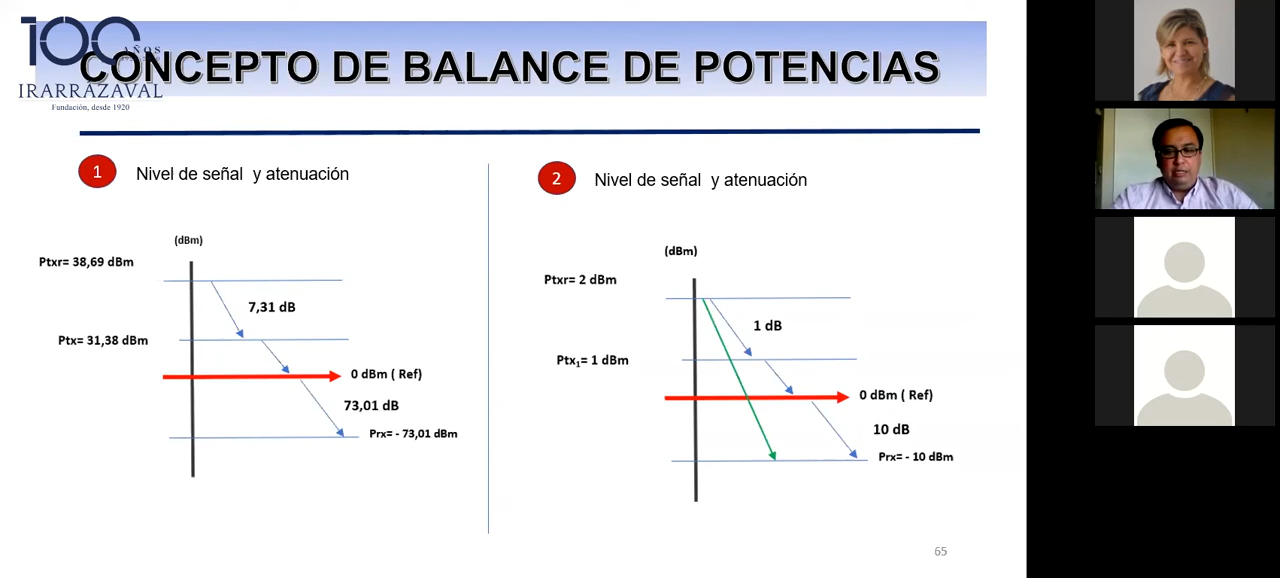 100
AÑOS
IRARRAZAVAL
Fundación, desde 1920
CONCEPTO DE BALANCE DE POTENCIAS
1
Nivel de señal y atenuación
(dBm)
Ptxr= 38,69 dBm
7,31 dB
Ptx= 31,38 dBm
0 dBm ( Ref)
73,01 dB
Prx= - 73,01 dBm
2
Nivel de señal y atenuación
(dBm)
Ptxr= 2 dBm
1 dB
Ptx₁= 1 dBm
0 dBm ( Ref)
10 dB
Prx= - 10 dBm
65